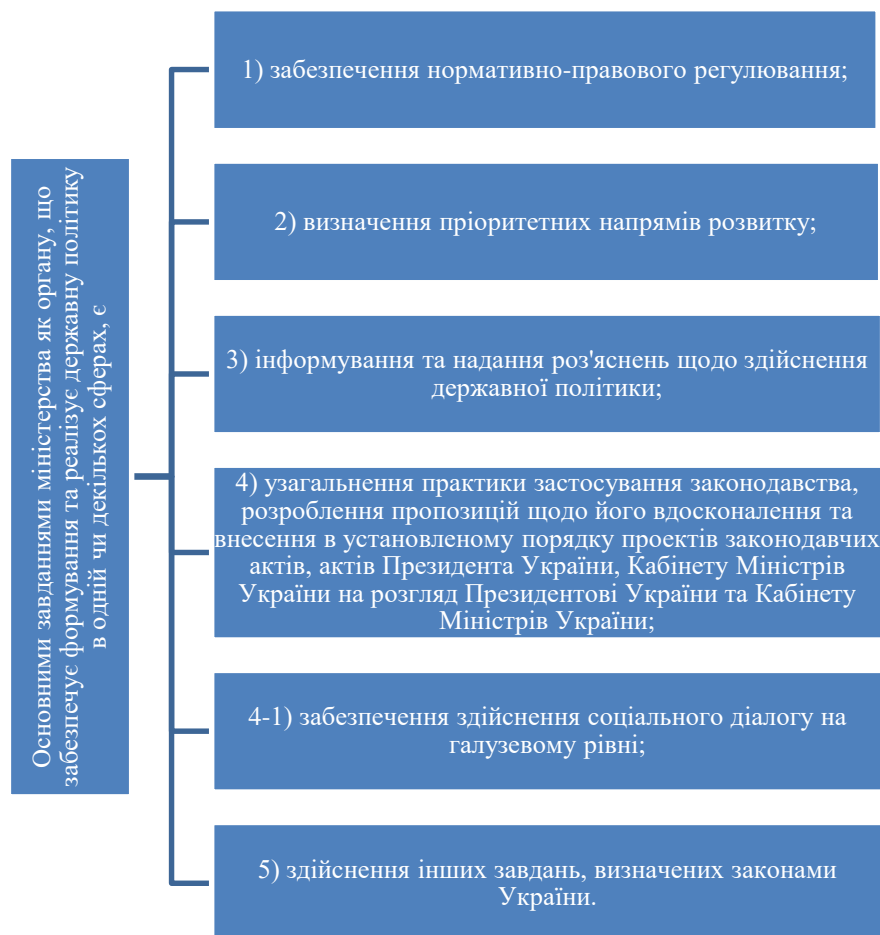 Основними завданнями міністерства як органу, що
забезпечує формування та реалізує державну політику
в одній чи декількох сферах, є
1) забезпечення нормативно-правового регулювання;
2) визначення пріоритетних напрямів розвитку;
3) інформування та надання роз'яснень щодо здійснення
державної політики;
4) узагальнення практики застосування законодавства,
розроблення пропозицій щодо його вдосконалення та
внесення в установленому порядку проектів законодавчих
актів, актів Президента України, Кабінету Міністрів
України на розгляд Президентові України та Кабінету
Міністрів України;
4-1) забезпечення здійснення соціального діалогу на
галузевому рівні;
5) здійснення інших завдань, визначених законами
України.